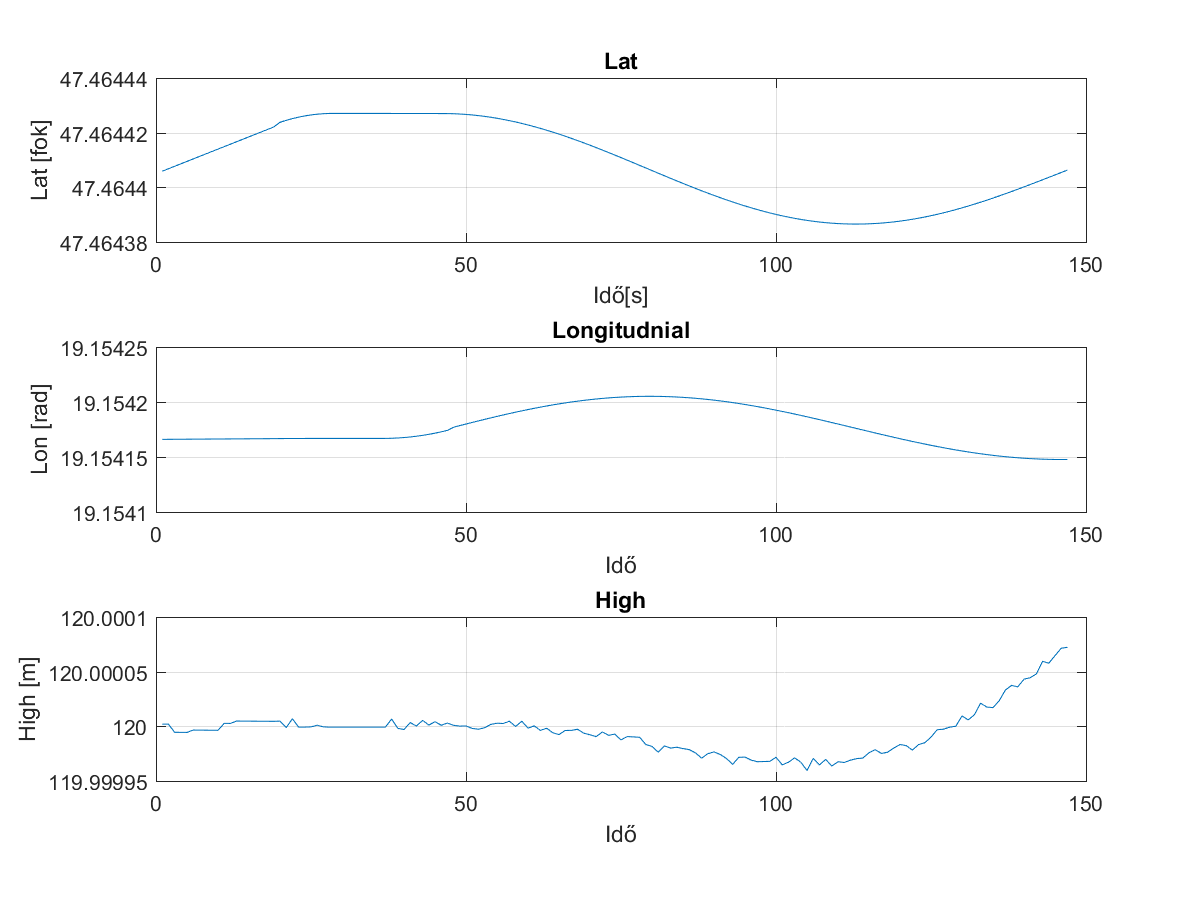 Lat
47.46444
47.46442
47.4644
47.46438
Lat [fok]
0
50
100
150
Idő[s]
Longitudnial
19.15425
19.1542
19.15415
19.1541
Lon [rad]
0
50
100
150
Idő
High
120.0001
120.00005
120
119.99995
High [m]
0
50
100
150
Idő